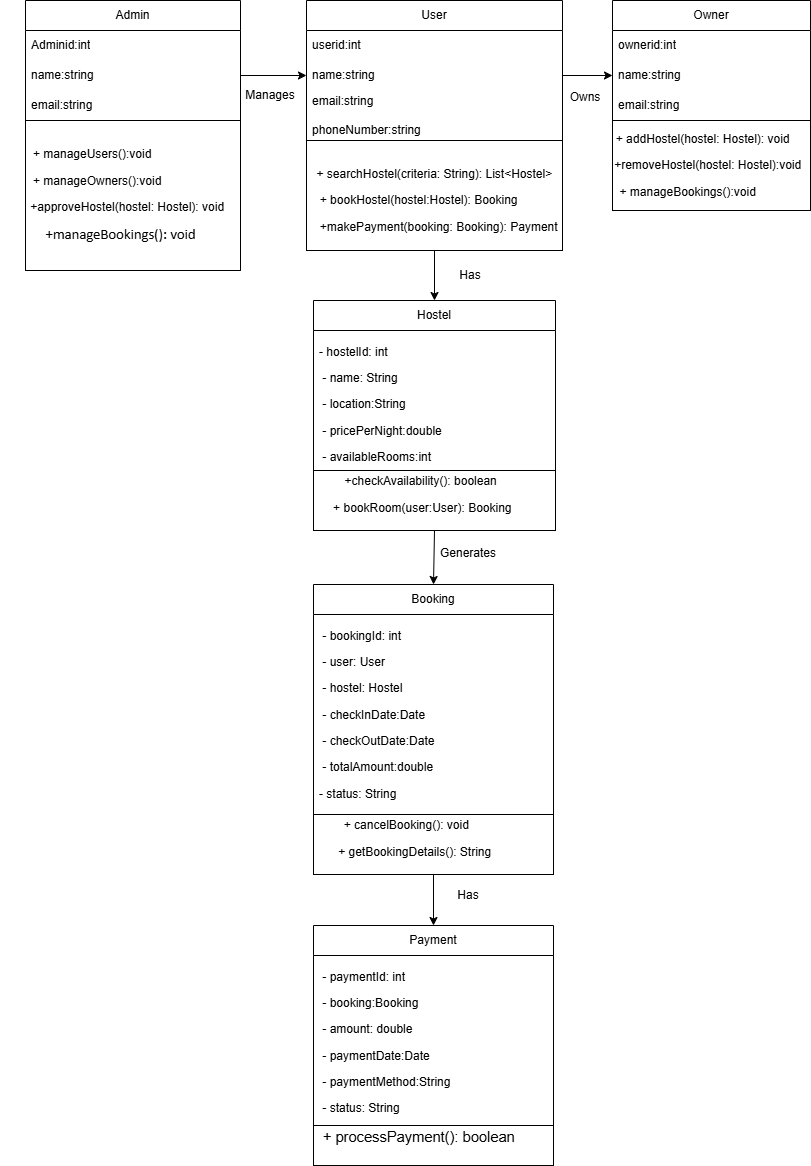 Admin
Adminid:int
name:string
email:string
+ manageUsers():void
+ manageOwners():void
+approveHostel(hostel: Hostel): void
+manageBookings(): void
Manages
User
userid:int
name:string
email:string
phoneNumber:string
+ searchHostel(criteria: String): List<Hostel>
+ bookHostel(hostel:Hostel): Booking
+makePayment(booking: Booking): Payment
Owns
Owner
ownerid:int
name:string
email:string
+ addHostel(hostel: Hostel): void
+removeHostel(hostel: Hostel):void
+ manageBookings():void
Has
Hostel
- hostelId: int
- name: String
- location:String
- pricePerNight:double
- availableRooms:int
+checkAvailability(): boolean
+ bookRoom(user:User): Booking
Generates
Booking
- bookingId: int
- user: User
- hostel: Hostel
- checkInDate:Date
- checkOutDate:Date
- totalAmount:double
- status: String
+ cancelBooking(): void
+ getBookingDetails(): String
Has
Payment
- paymentId: int
- booking:Booking
- amount: double
- paymentDate:Date
- paymentMethod:String
- status: String
+ processPayment(): boolean